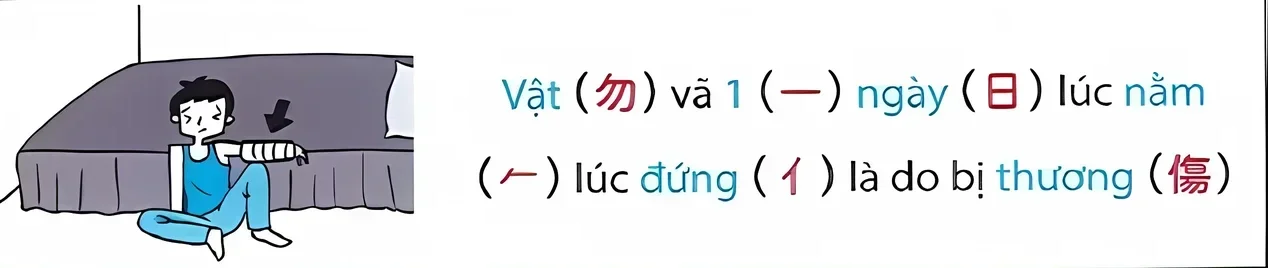 Vật (勿) vã 1 (一) ngày (日) lúc nằm
(𠂉) lúc đứng (亻) là do bị thương (傷)